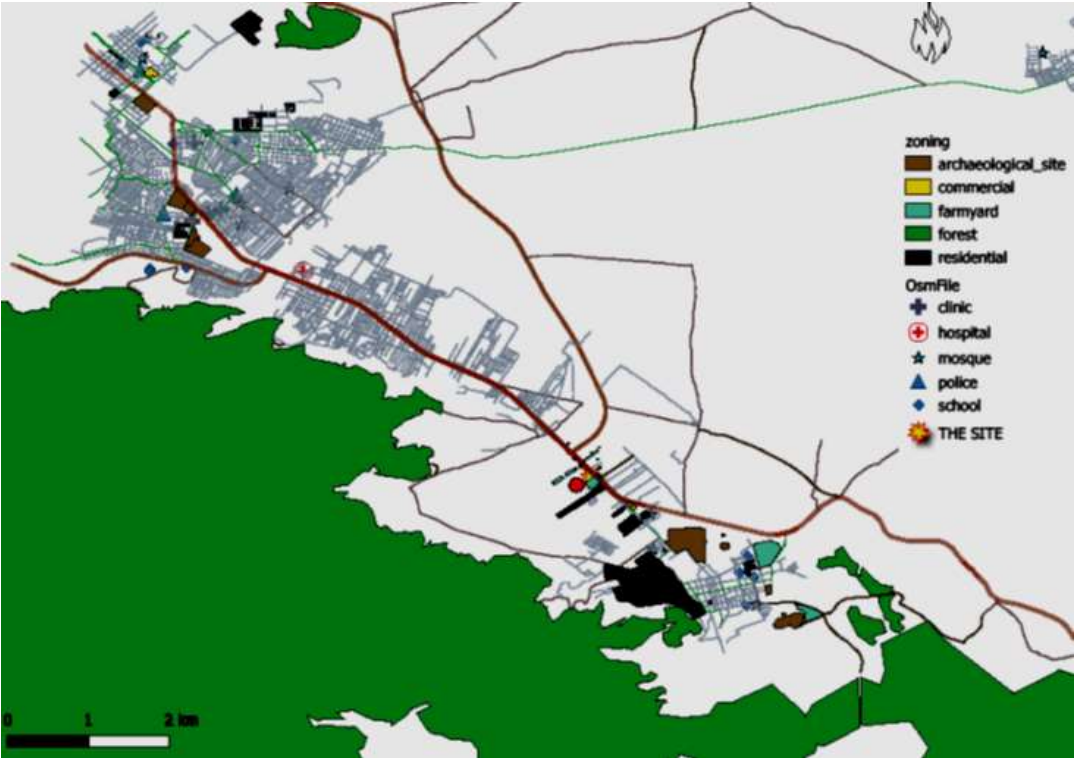 zoning
archaeological_site
commercial
farmyard
forest
residential
OsmFile
clinic
hospital
mosque
police
school
THE SITE
0 1 2 km